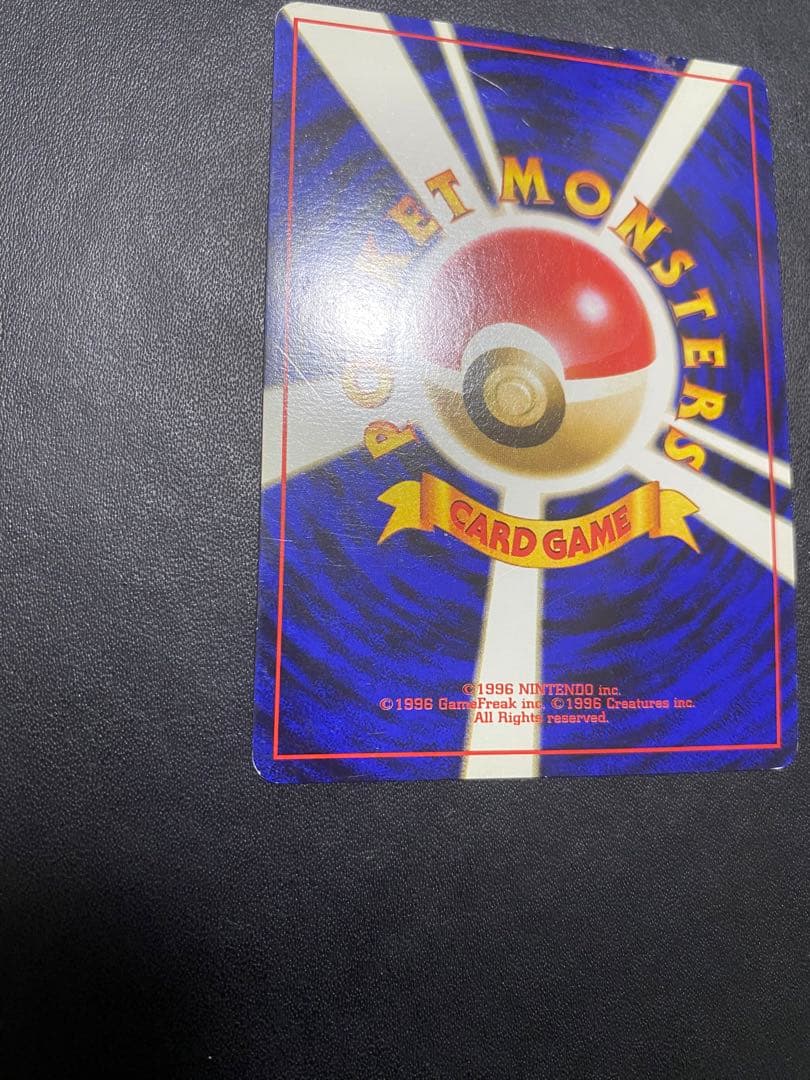 POCKET MONSTERS
CARD GAME
©1996 NINTENDO inc.
©1996 GameFreak inc. ©1996 Creatures inc.
All Rights reserved.